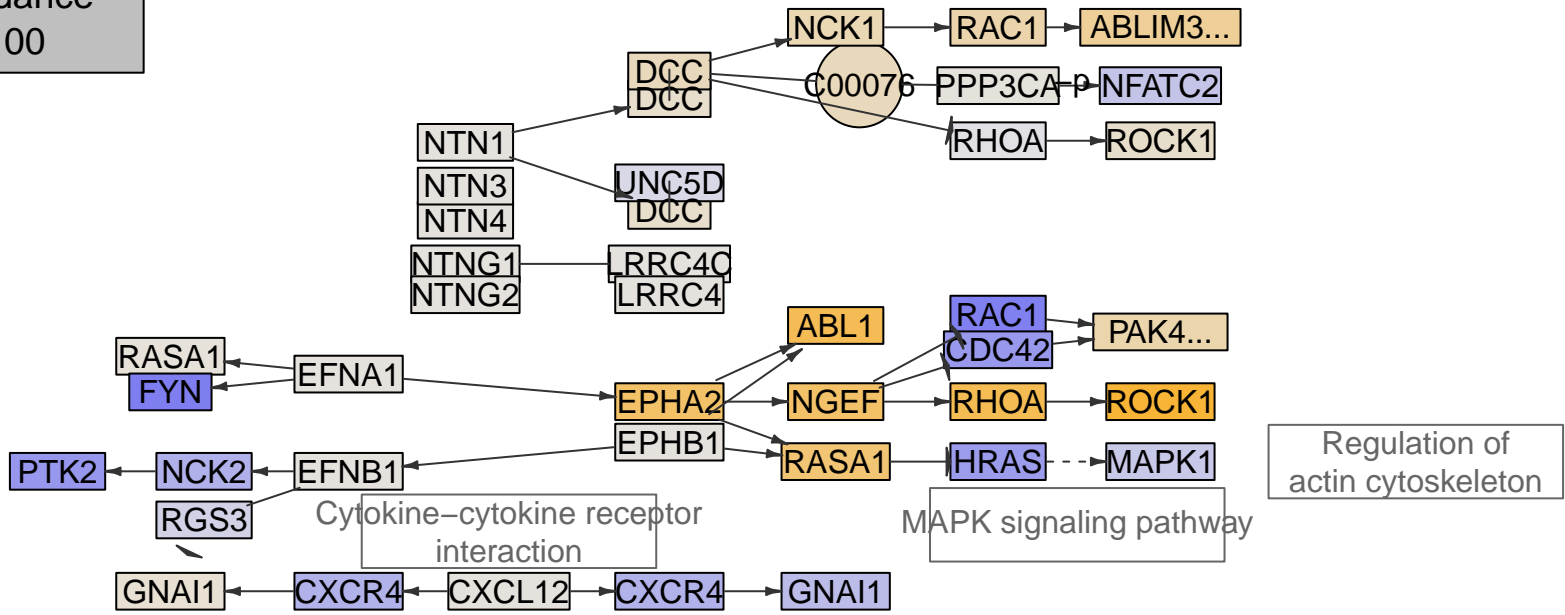 00
NCK1
RAC1
ABLIM3...
DCC
DCC
C00076
PPP3CA
-p
NFATC2
NTN1
RHOA
ROCK1
NTN3
NTN4
UNC5D
DCC
NTNG1
NTNG2
LRRC4C
LRRC4
ABL1
RAC1
CDC42
PAK4...
RASA1
FYN
EFNA1
EPHA2
EPHB1
NGEF
RHOA
ROCK1
PTK2
NCK2
EFNB1
RASA1
HRAS
MAPK1
RGS3
Cytokine–cytokine receptor
interaction
MAPK signaling pathway
Regulation of
actin cytoskeleton
GNAI1
CXCR4
CXCL12
CXCR4
GNAI1